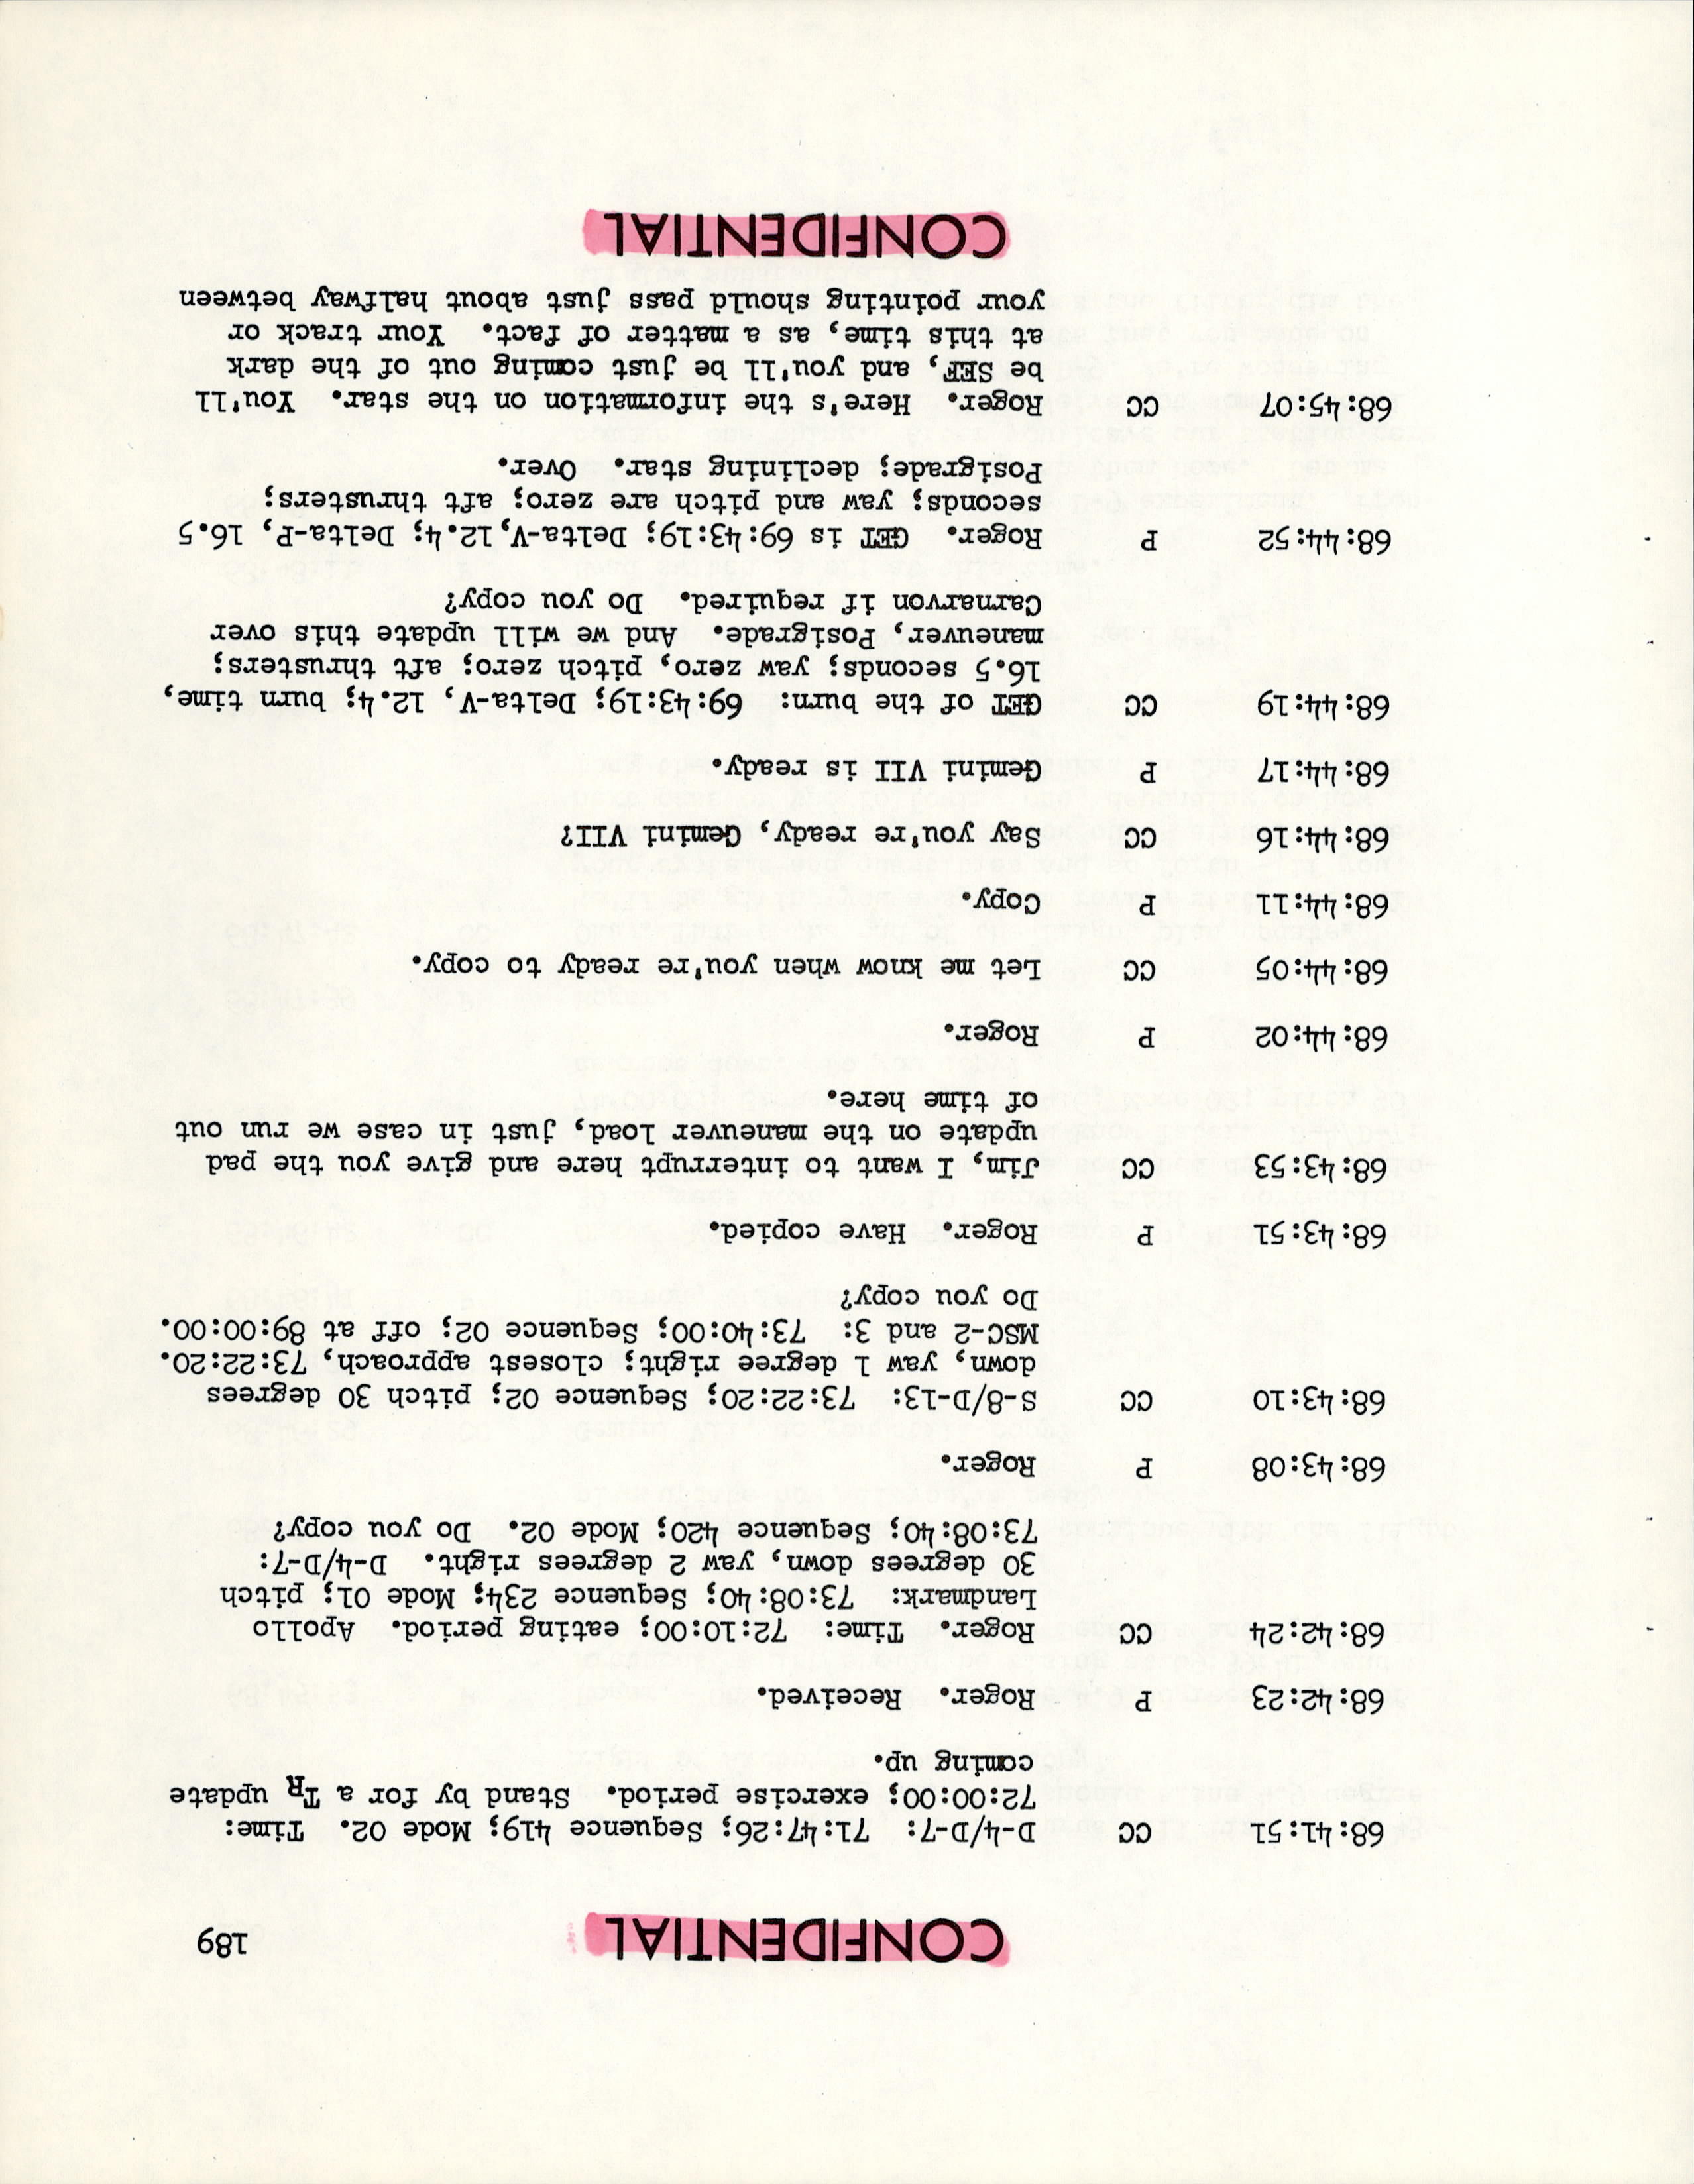 CONFIDENTIAL 189
68:41:51 CC D-4/D-7: 71:47:26; Sequence 419; Mode 02. Time:
72:00:00; exercise period. Stand by for a TR update
coming up.
68:42:23 P Roger. Received.
68:42:24 CC Roger. Time: 72:10:00; eating period. Apollo
Landmark: 73:08:40; Sequence 234; Mode 01; pitch
30 degrees down, yaw 2 degrees right. D-4/D-7:
73:08:40; Sequence 420; Mode 02. Do you copy?
68:43:08 P Roger.
68:43:10 CC S-8/D-13: 73:22:20; Sequence 02; pitch 30 degrees
down, yaw 1 degree right; closest approach, 73:22:20.
MSC-2 and 3: 73:40:00; Sequence 02; off at 89:00:00.
Do you copy?
68:43:51 P Roger. Have copied.
68:43:53 CC Jim, I want to interrupt here and give you the pad
update on the maneuver load, just in case we run out
of time here.
68:44:02 P Roger.
68:44:05 CC Let me know when you're ready to copy.
68:44:11 P Copy.
68:44:16 CC Say you're ready, Gemini VII?
68:44:17 P Gemini VII is ready.
68:44:19 CC GET of the burn: 69:43:19; Delta-V, 12.4; burn time,
16.5 seconds; yaw zero, pitch zero; aft thrusters;
maneuver, Posigrade. And we will update this over
Carnarvon if required. Do you copy?
68:44:52 P Roger. GET is 69:43:19; Delta-V,12.4; Delta-P, 16.5
seconds; yaw and pitch are zero; aft thrusters;
Posigrade; declining star. Over.
68:45:07 CC Roger. Here's the information on the star. You'll
be SEF, and you'll be just coming out of the dark
at this time, as a matter of fact. Your track or
your pointing should pass just about halfway between
CONFIDENTIAL